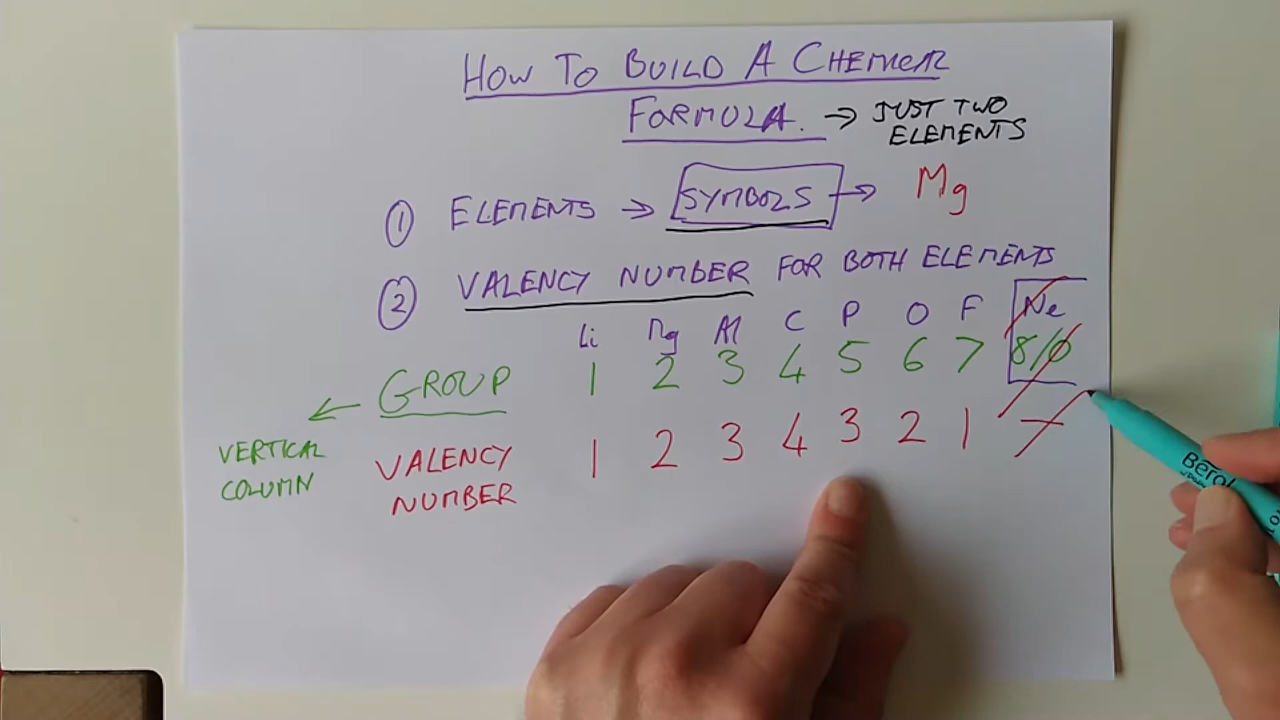 HOW TO BUILD A CHEMICAL
FORMULA. → JUST TWO
ELEMENTS
① ELEMENTS → SYMBOLS → Mg
② VALENCY NUMBER FOR BOTH ELEMENTS
Li Mg Al C P O F Ne
GROUP 1 2 3 4 5 6 7 8/0
← VERTICAL
COLUMN
VALENCY 1 2 3 4 3 2 1 -
NUMBER
Berol